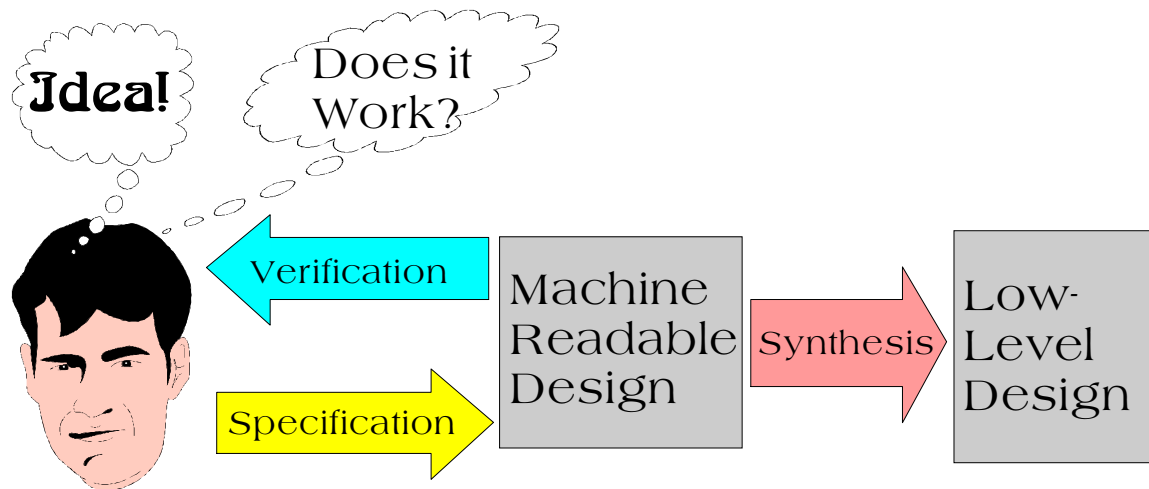 Idea!
Does it
Work?
Verification
Specification
Machine
Readable
Design
Synthesis
Low-
Level
Design